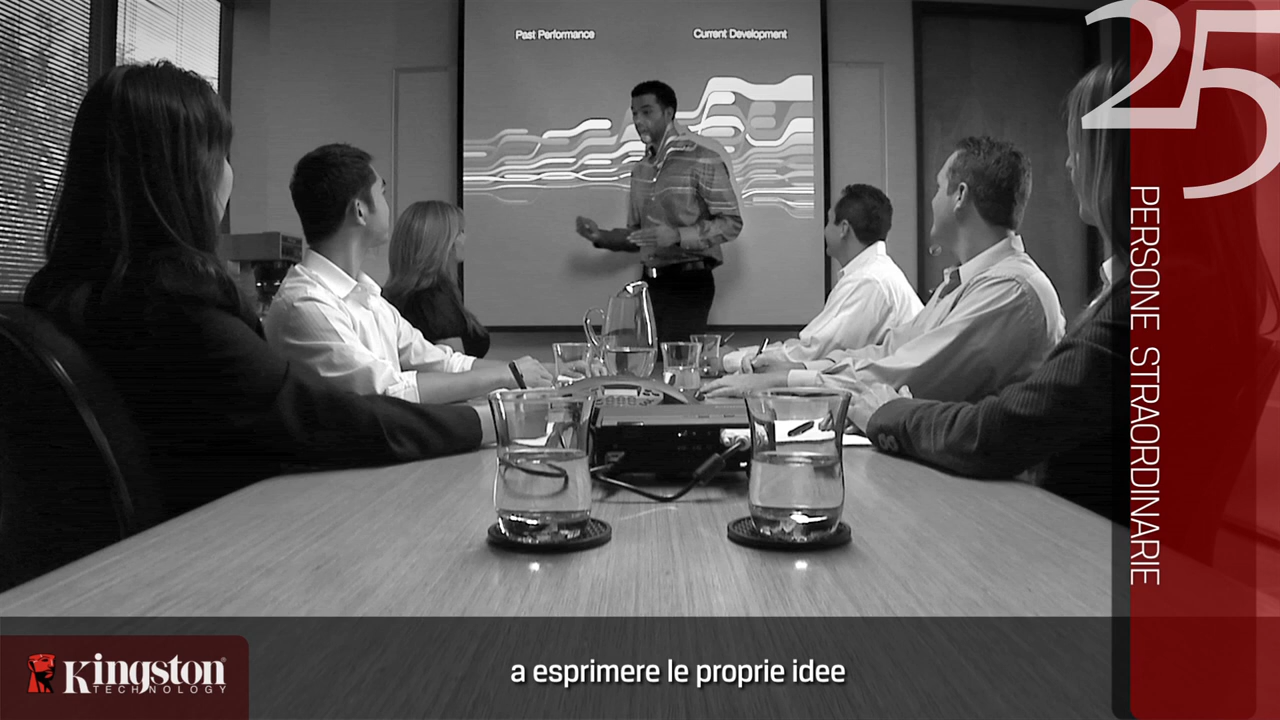 Past Performance
Current Development
25
PERSONE STRAORDINARIE
a esprimere le proprie idee
Kingston
TECHNOLOGY